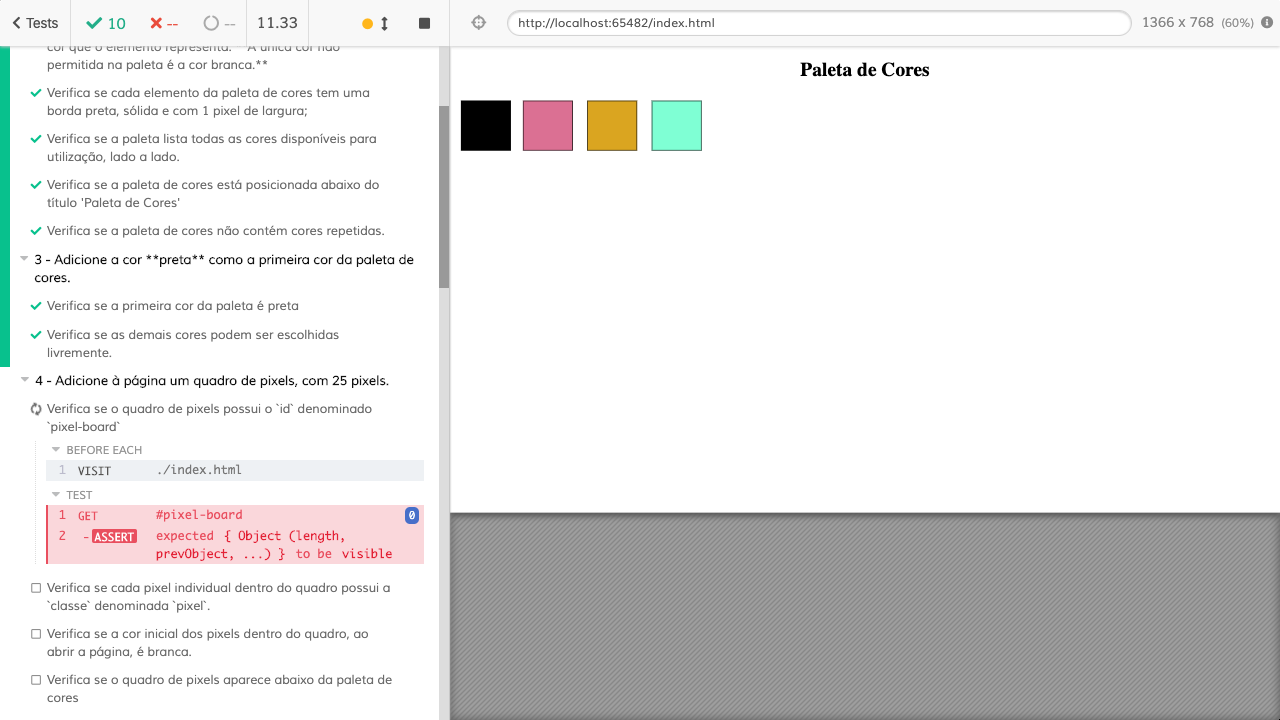 Tests
10
--
--
11.33
http://localhost:65482/index.html
1366 x 768 (60%)
cor que o elemento representa. **A única cor não
permitida na paleta é a cor branca.**
Verifica se cada elemento da paleta de cores tem uma
borda preta, sólida e com 1 pixel de largura;
Verifica se a paleta lista todas as cores disponíveis para
utilização, lado a lado.
Verifica se a paleta de cores está posicionada abaixo do
título 'Paleta de Cores'
Verifica se a paleta de cores não contém cores repetidas.
3 - Adicione a cor **preta** como a primeira cor da paleta de
cores.
Verifica se a primeira cor da paleta é preta
Verifica se as demais cores podem ser escolhidas
livremente.
4 - Adicione à página um quadro de pixels, com 25 pixels.
Verifica se o quadro de pixels possui o `id` denominado
`pixel-board`
BEFORE EACH
1 VISIT ./index.html
TEST
1 GET #pixel-board 0
2 -ASSERT expected { Object (length,
prevObject, ...) } to be visible
Verifica se cada pixel individual dentro do quadro possui a
`classe` denominada `pixel`.
Verifica se a cor inicial dos pixels dentro do quadro, ao
abrir a página, é branca.
Verifica se o quadro de pixels aparece abaixo da paleta de
cores
Paleta de Cores